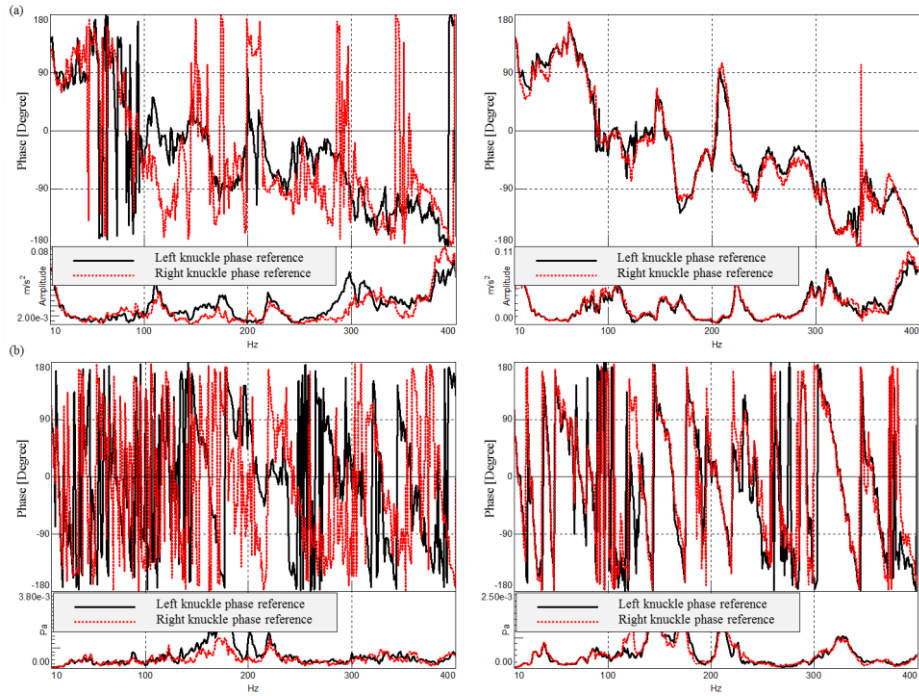 (a)
180
90
0
-90
-180
Phase [Degree]
Left knuckle phase reference
Right knuckle phase reference
0.08
m/s²
Amplitude
2.00e-3
10 100 200 300 400
Hz
180
90
0
-90
-180
Phase [Degree]
Left knuckle phase reference
Right knuckle phase reference
0.11
m/s²
Amplitude
0.00
10 100 200 300 400
Hz
(b)
180
90
0
-90
-180
Phase [Degree]
Left knuckle phase reference
Right knuckle phase reference
3.80e-3
Pa
0.00
10 100 200 300 400
Hz
180
90
0
-90
-180
Phase [Degree]
Left knuckle phase reference
Right knuckle phase reference
2.50e-3
Pa
0.00
10 100 200 300 400
Hz